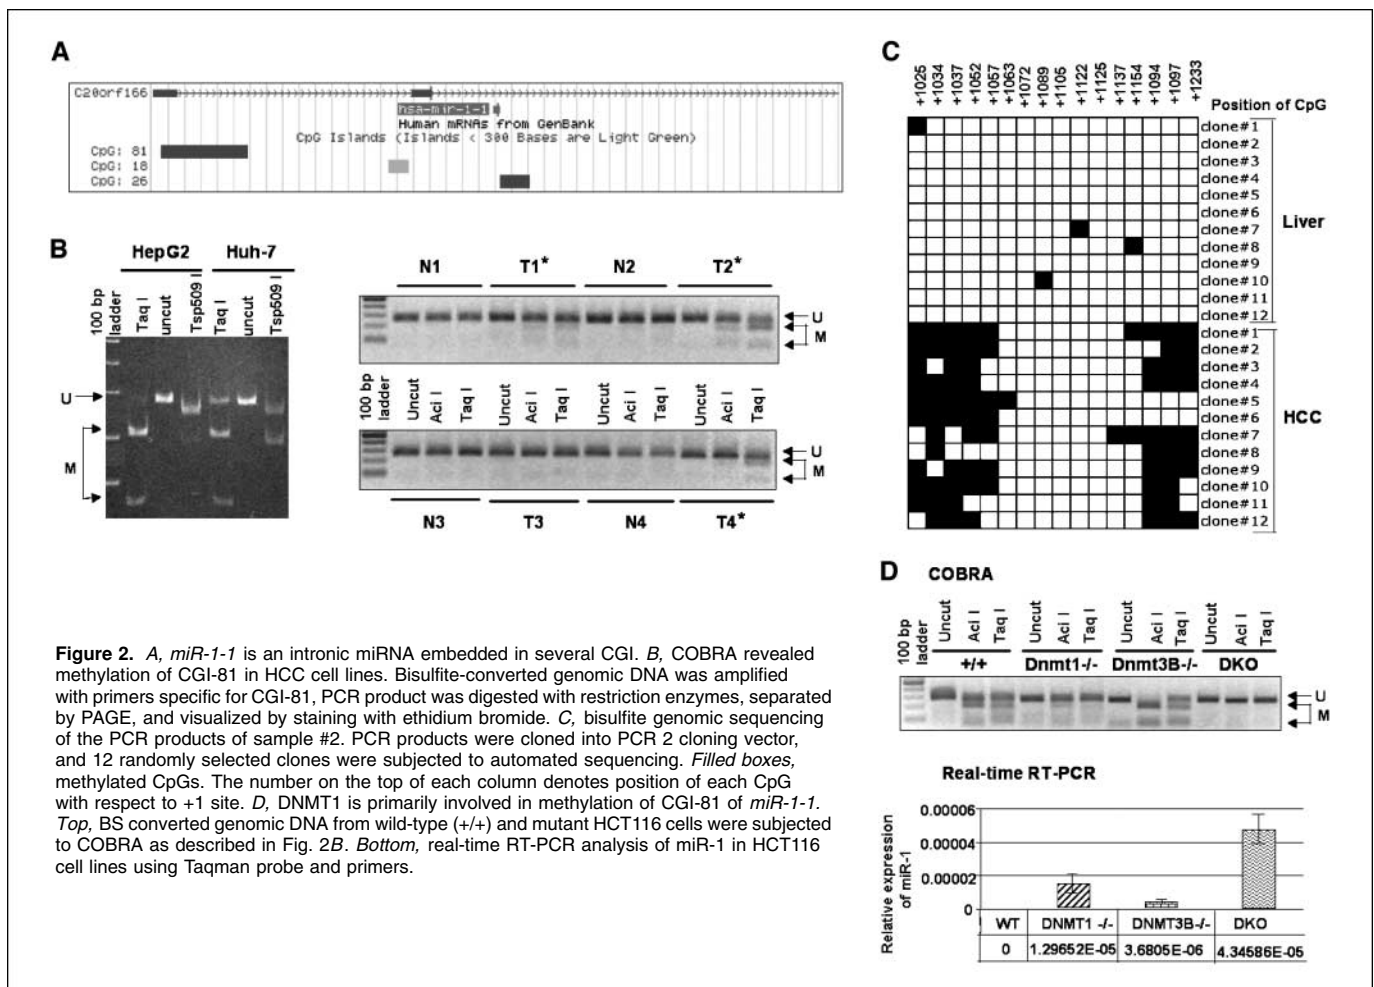 A
C20orf166
hsa-mir-1-1
Human mRNAs from GenBank
CpG Islands (Islands < 300 Bases are Light Green)
CpG: 81
CpG: 18
CpG: 26
B
HepG2
Huh-7
100 bp ladder
Taq I
uncut
Tsp509 I
Taq I
uncut
Tsp509 I
U
M
N1
T1*
N2
T2*
U
M
100 bp ladder
Uncut
Aci I
Taq I
Uncut
Aci I
Taq I
Uncut
Aci I
Taq I
Uncut
Aci I
Taq I
U
M
N3
T3
N4
T4*
C
+1025
+1034
+1037
+1052
+1057
+1063
+1072
+1089
+1105
+1122
+1125
+1137
+1154
+1094
+1097
+1233
Position of CpG
clone#1
clone#2
clone#3
clone#4
clone#5
clone#6
clone#7
clone#8
clone#9
clone#10
clone#11
clone#12
Liver
clone#1
clone#2
clone#3
clone#4
clone#5
clone#6
clone#7
clone#8
clone#9
clone#10
clone#11
clone#12
HCC
D
COBRA
100 bp ladder
Uncut
Aci I
Taq I
Uncut
Aci I
Taq I
Uncut
Aci I
Taq I
Uncut
Aci I
Taq I
+/+
Dnmt1-/-
Dnmt3B-/-
DKO
U
M
Real-time RT-PCR
Relative expression of miR-1
0.00006
0.00004
0.00002
0
WT DNMT1 -/- DNMT3B-/- DKO
0 1.29652E-05 3.6805E-06 4.34586E-05
Figure 2. A, miR-1-1 is an intronic miRNA embedded in several CGI. B, COBRA revealed
methylation of CGI-81 in HCC cell lines. Bisulfite-converted genomic DNA was amplified
with primers specific for CGI-81, PCR product was digested with restriction enzymes, separated
by PAGE, and visualized by staining with ethidium bromide. C, bisulfite genomic sequencing
of the PCR products of sample #2. PCR products were cloned into PCR 2 cloning vector,
and 12 randomly selected clones were subjected to automated sequencing. Filled boxes,
methylated CpGs. The number on the top of each column denotes position of each CpG
with respect to +1 site. D, DNMT1 is primarily involved in methylation of CGI-81 of miR-1-1.
Top, BS converted genomic DNA from wild-type (+/+) and mutant HCT116 cells were subjected
to COBRA as described in Fig. 2B. Bottom, real-time RT-PCR analysis of miR-1 in HCT116
cell lines using Taqman probe and primers.